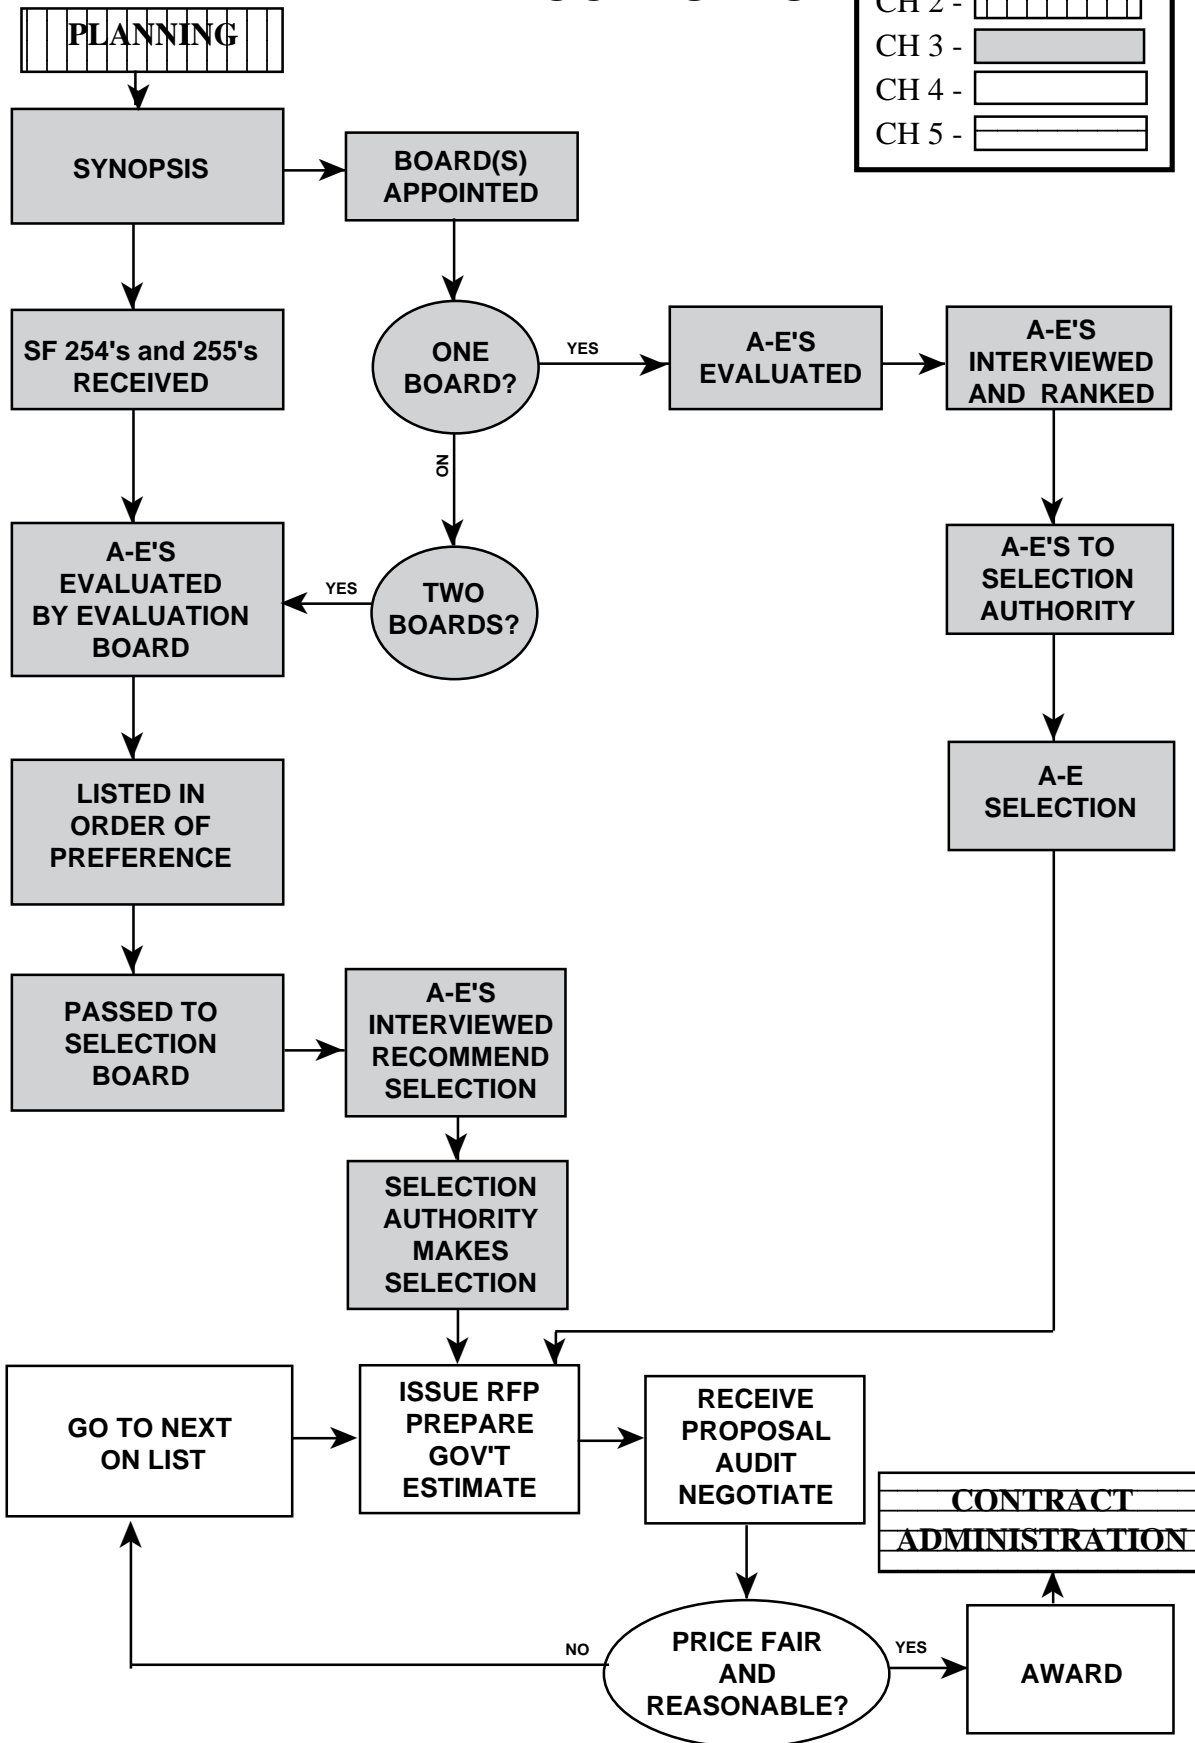 CH 2 -
PLANNING
CH 3 -
CH 4 -
CH 5 -
SYNOPSIS
BOARD(S)
APPOINTED
SF 254's and 255's
RECEIVED
ONE
BOARD?
YES
A-E'S
EVALUATED
A-E'S
INTERVIEWED
AND RANKED
NO
A-E'S
EVALUATED
BY EVALUATION
BOARD
YES
TWO
BOARDS?
A-E'S TO
SELECTION
AUTHORITY
LISTED IN
ORDER OF
PREFERENCE
A-E
SELECTION
PASSED TO
SELECTION
BOARD
A-E'S
INTERVIEWED
RECOMMEND
SELECTION
SELECTION
AUTHORITY
MAKES
SELECTION
GO TO NEXT
ON LIST
ISSUE RFP
PREPARE
GOV'T
ESTIMATE
RECEIVE
PROPOSAL
AUDIT
NEGOTIATE
CONTRACT
ADMINISTRATION
NO
PRICE FAIR
AND
REASONABLE?
YES
AWARD